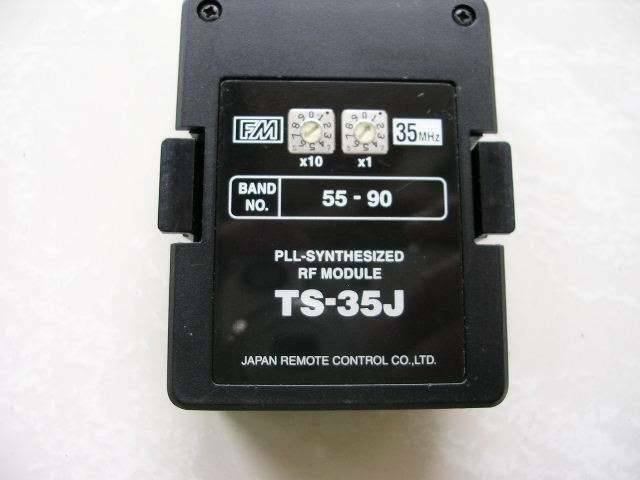 FM
35MHz
x10 x1
BAND NO. 55 - 90
PLL-SYNTHESIZED
RF MODULE
TS-35J
JAPAN REMOTE CONTROL CO.,LTD.